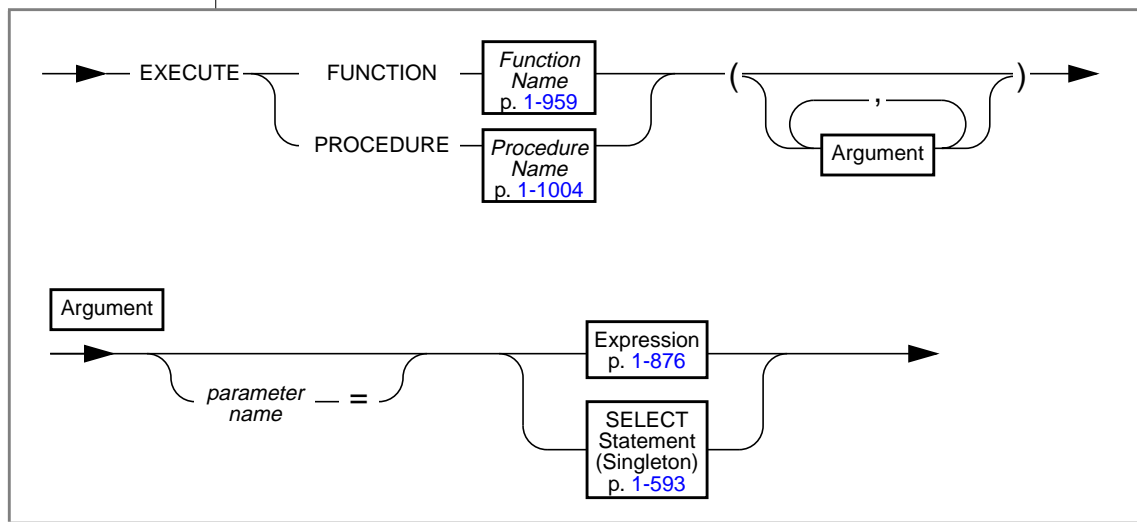 EXECUTE FUNCTION Function Name p. 1-959 ( , Argument )
PROCEDURE Procedure Name p. 1-1004
Argument
parameter name = Expression p. 1-876
SELECT Statement (Singleton) p. 1-593